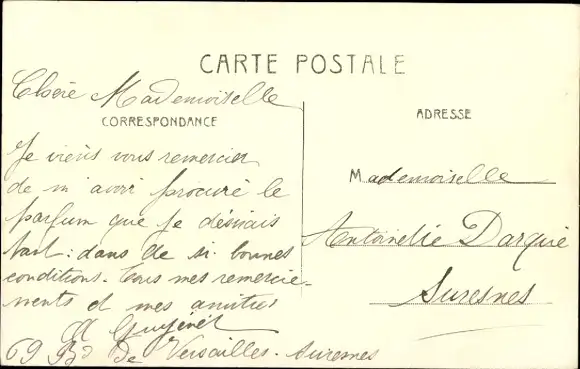 CARTE POSTALE
Chère Mademoiselle
CORRESPONDANCE
Je viens vous remercier
de m'avoir procuré le
parfum que je désirais
tant: dans de si bonnes
conditions. Tous mes remercie-
ments et mes amitiés
69 Bd De Versailles. Suresnes
ADRESSE
Mademoiselle
Antoinette Darquié
Suresnes